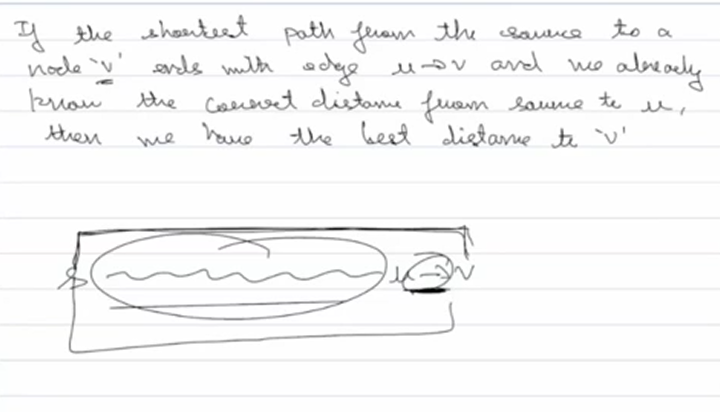 If the shortest path from the source to a
node 'v' ends with edge u→v and we already
know the correct distance from source to u,
then we have the best distance to 'v'
S u → v